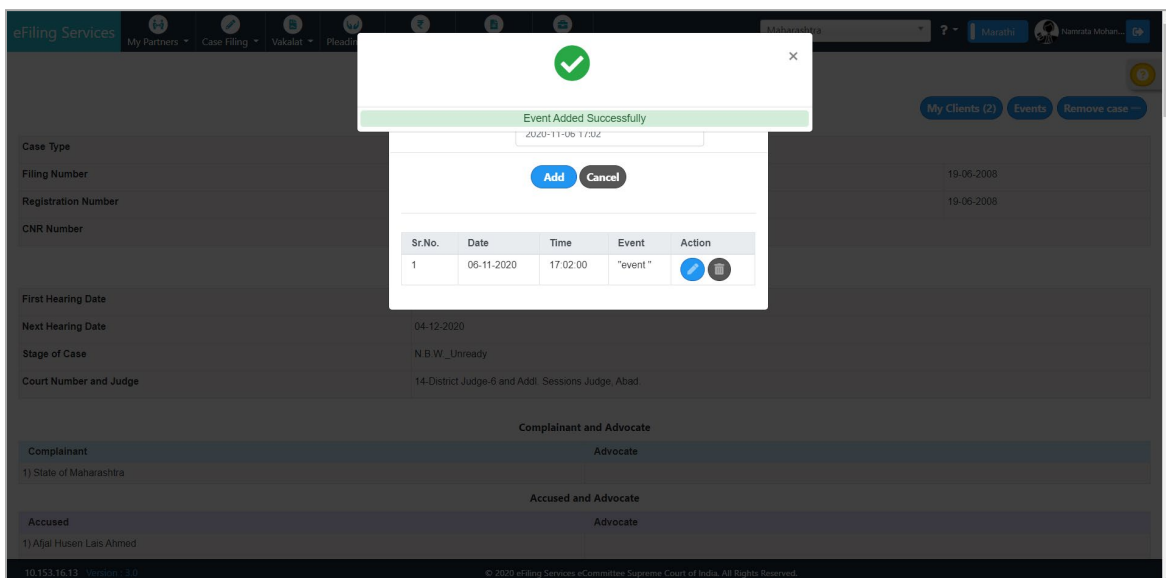 eFiling Services My Partners Case Filing Vakalat Pleadin Maharashtra ? Marathi Namrata Mohan...
×
?
My Clients (2) Events Remove case
Event Added Successfully
2020-11-06 17:02
Case Type
Add Cancel
Filing Number 19-06-2008
Registration Number 19-06-2008
CNR Number
Sr.No. Date Time Event Action
1 06-11-2020 17:02:00 "event "
First Hearing Date
Next Hearing Date 04-12-2020
Stage of Case N.B.W._Unready
Court Number and Judge 14-District Judge-6 and Addl. Sessions Judge, Abad
Complainant and Advocate
Complainant Advocate
1) State of Maharashtra
Accused and Advocate
Accused Advocate
1) Afjal Husen Lais Ahmed
10.153.16.13 Version : 3.0 © 2020 eFiling Services eCommittee Supreme Court of India. All Rights Reserved.